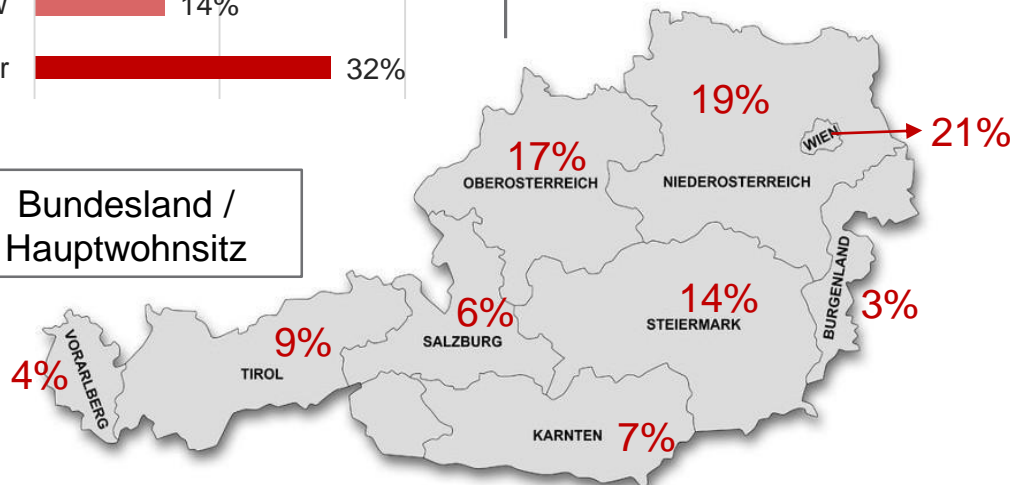 14%
32%
Bundesland /
Hauptwohnsitz
19%
WIEN
21%
17%
OBEROSTERREICH
NIEDEROSTERREICH
BURGENLAND
3%
14%
STEIERMARK
6%
SALZBURG
9%
TIROL
VORARLBERG
4%
KARNTEN 7%